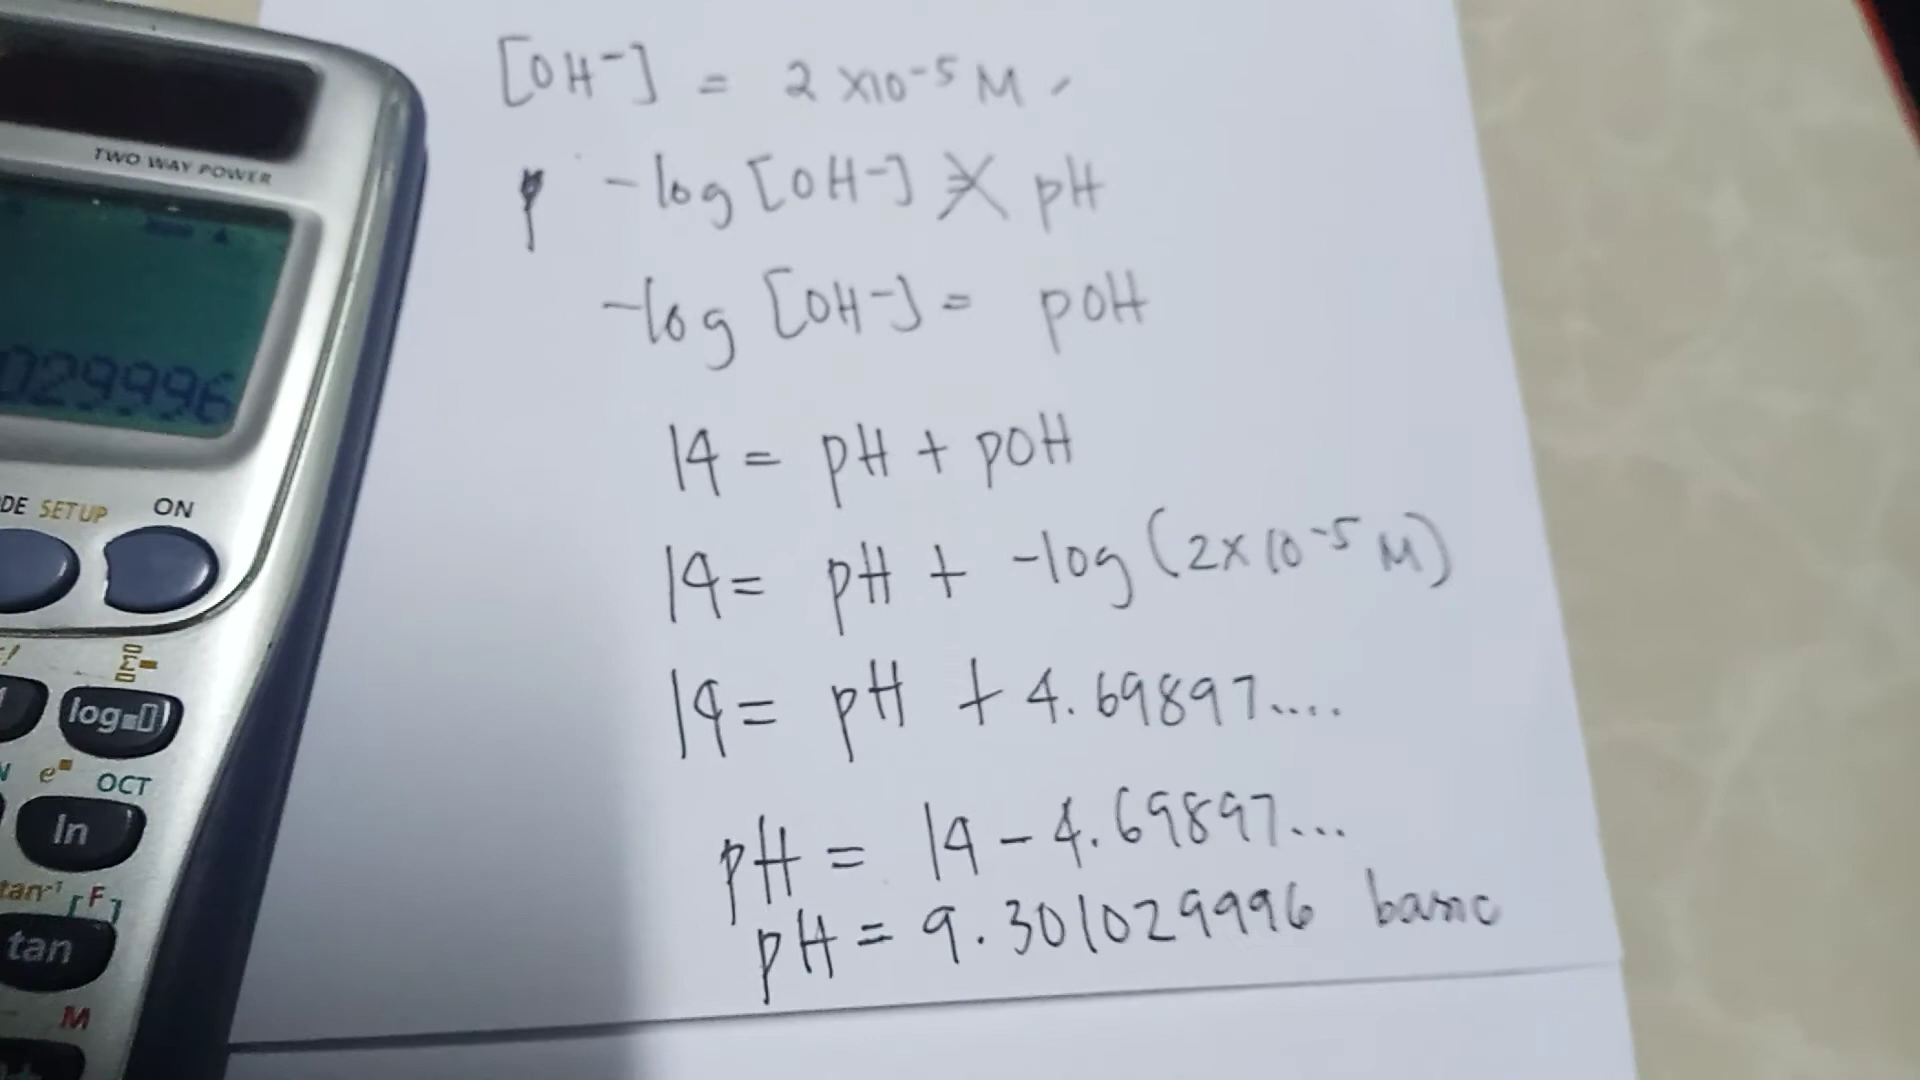 TWO WAY POWER
029996
SETUP ON
log
e OCT
ln
tan⁻¹ F
tan
M
[OH⁻] = 2 x10⁻⁵ M
-log [OH-] ≠ pH
-log [OH-] = pOH
14 = pH + pOH
14 = pH + -log (2x10⁻⁵ M)
14 = pH + 4.69897....
pH = 14 - 4.69897...
pH = 9.301029996 basic